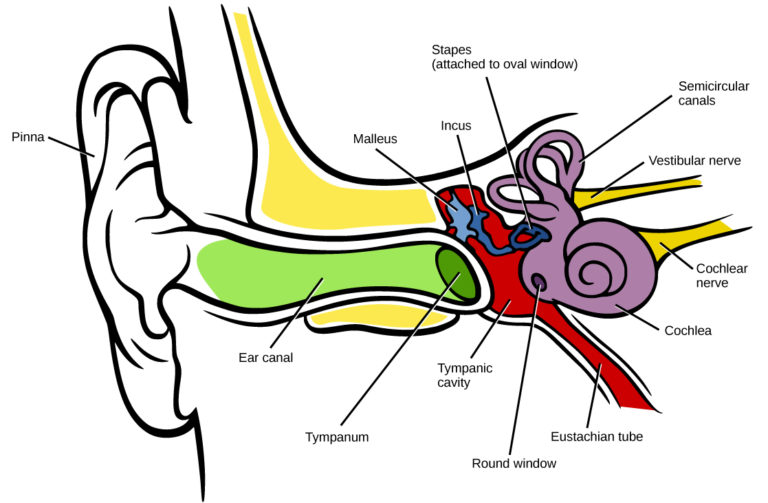 Stapes
(attached to oval window)
Semicircular
canals
Pinna
Malleus
Incus
Vestibular nerve
Cochlear
nerve
Cochlea
Ear canal
Tympanic
cavity
Tympanum
Eustachian tube
Round window